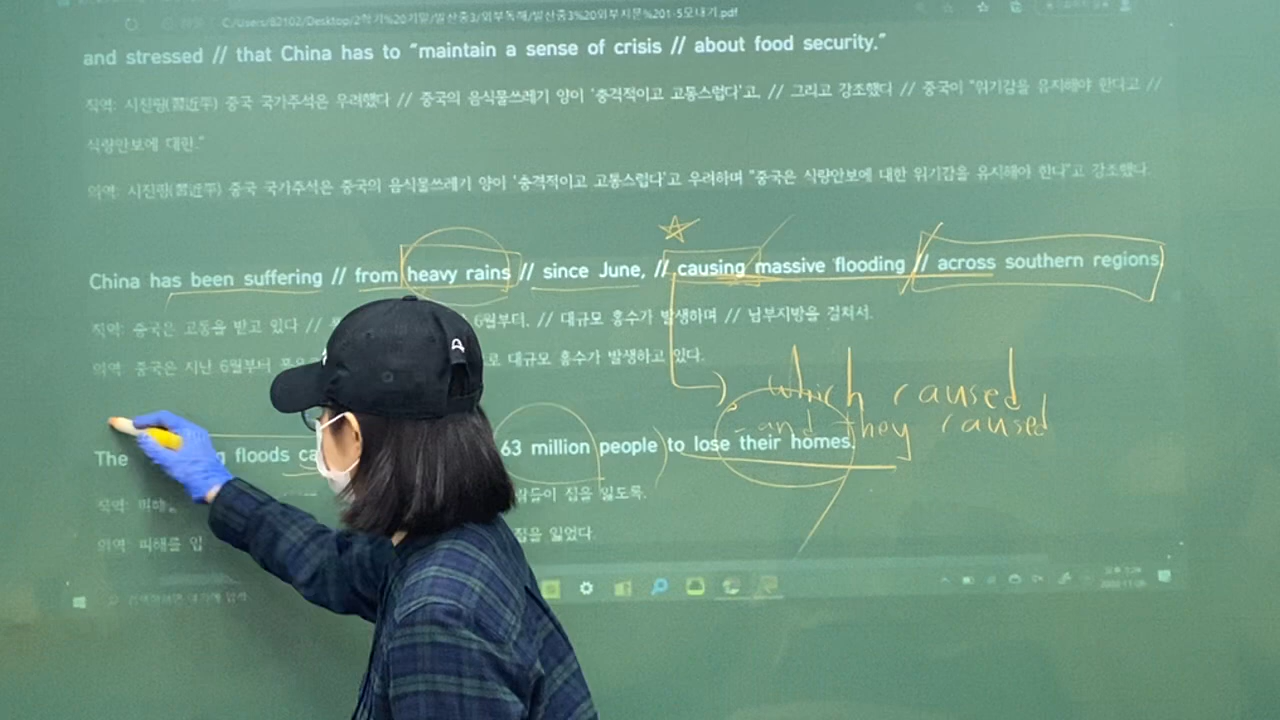 C/Users/82102/Desktop/2학기%20기말/발산중3/외부독해/발산중3%20외부지문%201-5모내기.pdf
and stressed // that China has to “maintain a sense of crisis // about food security.”
직역: 시진핑(習近平) 중국 국가주석은 우려했다 // 중국의 음식물쓰레기 양이 ‘충격적이고 고통스럽다’고, // 그리고 강조했다 // 중국이 “위기감을 유지해야 한다고 //
식량안보에 대한.”
의역: 시진핑(習近平) 중국 국가주석은 중국의 음식물쓰레기 양이 ‘충격적이고 고통스럽다’고 우려하며 “중국은 식량안보에 대한 위기감을 유지해야 한다”고 강조했다.
China has been suffering // from heavy rains // since June, // causing massive flooding // across southern regions.
직역: 중국은 고통을 받고 있다 // 6월부터, // 대규모 홍수가 발생하며 // 남부지방을 걸쳐서.
의역: 중국은 지난 6월부터 로 대규모 홍수가 발생하고 있다.
, which caused
- and they caused
The floods ca 63 million people to lose their homes.
직역: 피해 람들이 집을 잃도록.
의역: 피해를 입 집을 잃었다.